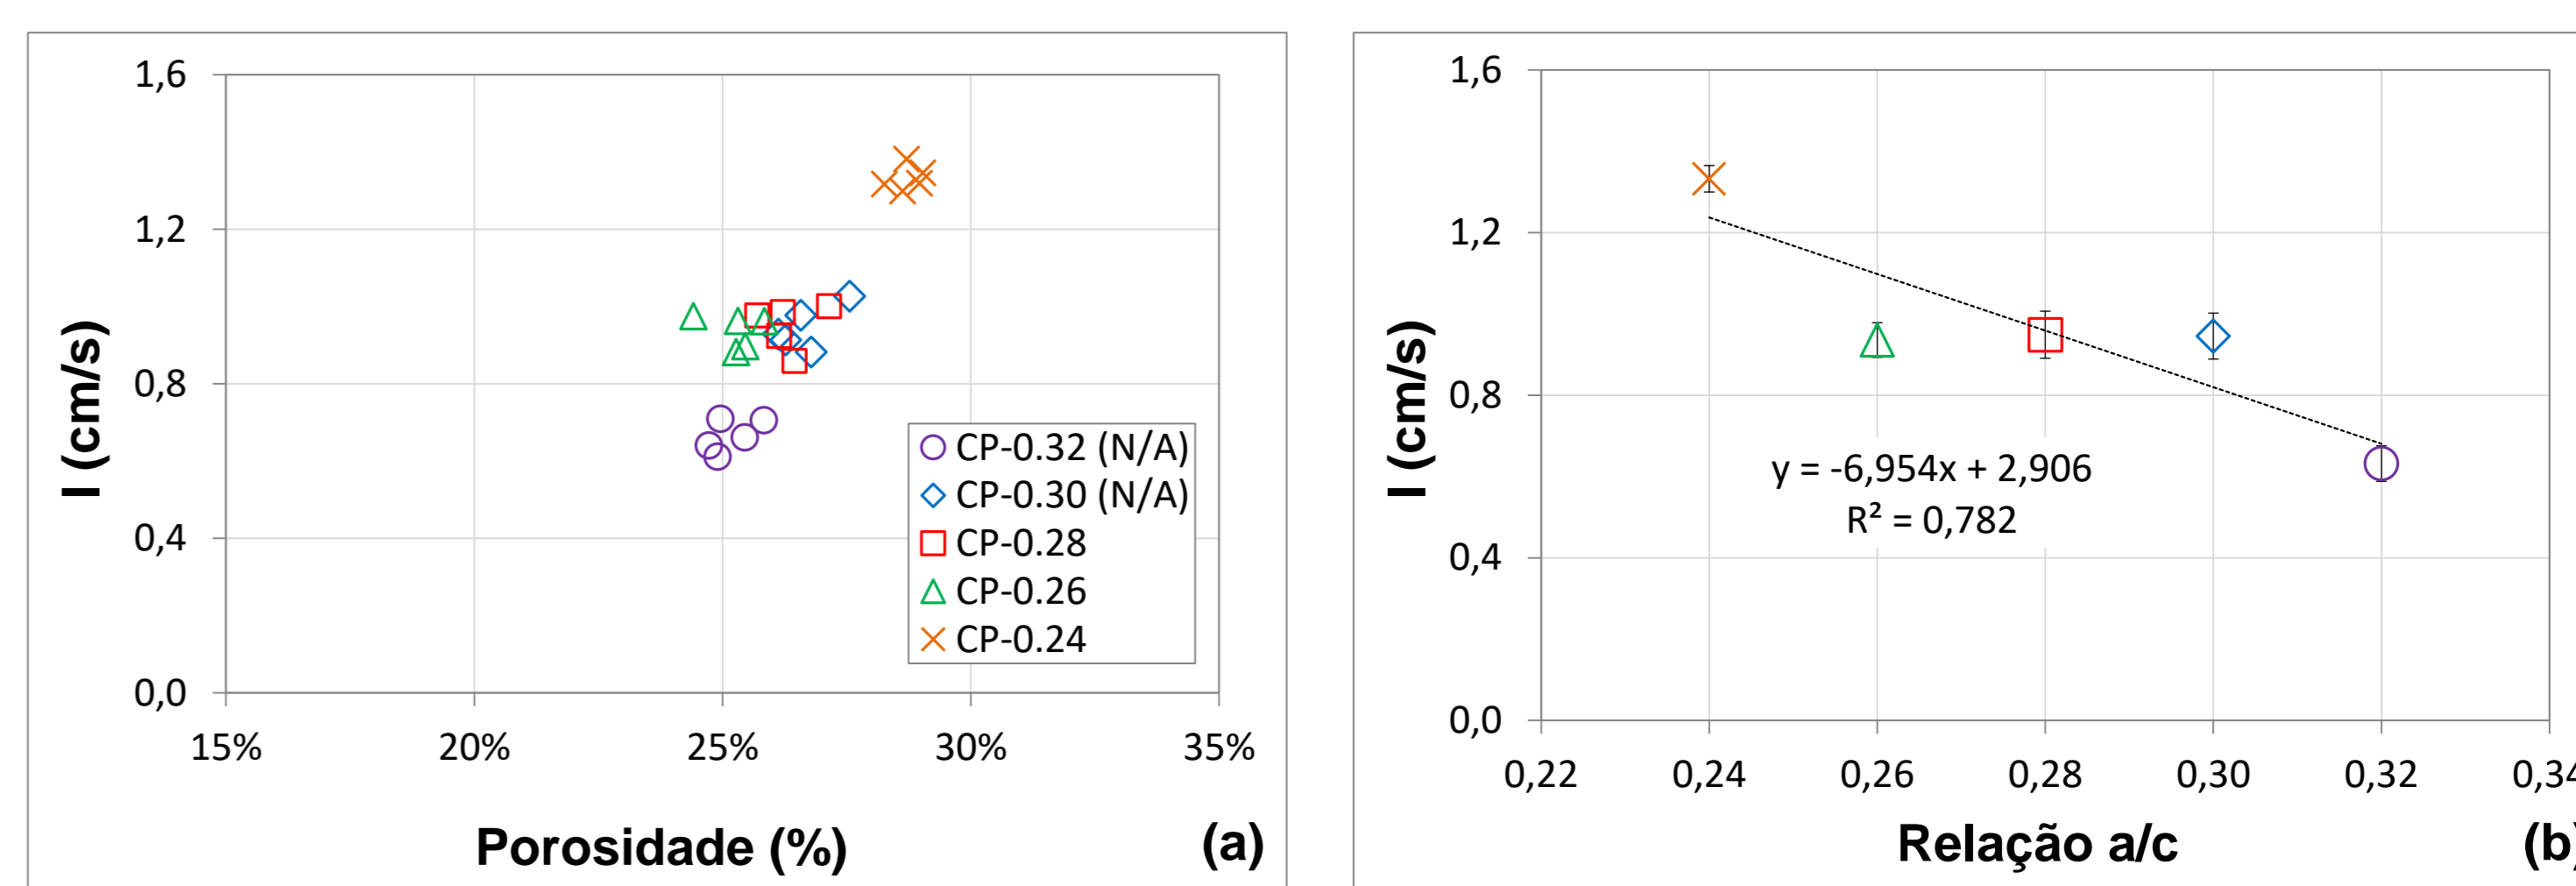 1,6
1,2
0,8
0,4
0,0
I (cm/s)
15% 20% 25% 30% 35%
Porosidade (%)
(a)
CP-0.32 (N/A)
CP-0.30 (N/A)
CP-0.28
CP-0.26
CP-0.24
1,6
1,2
0,8
0,4
0,0
I (cm/s)
y = -6,954x + 2,906
R² = 0,782
0,22 0,24 0,26 0,28 0,30 0,32 0,34
Relação a/c
(b)